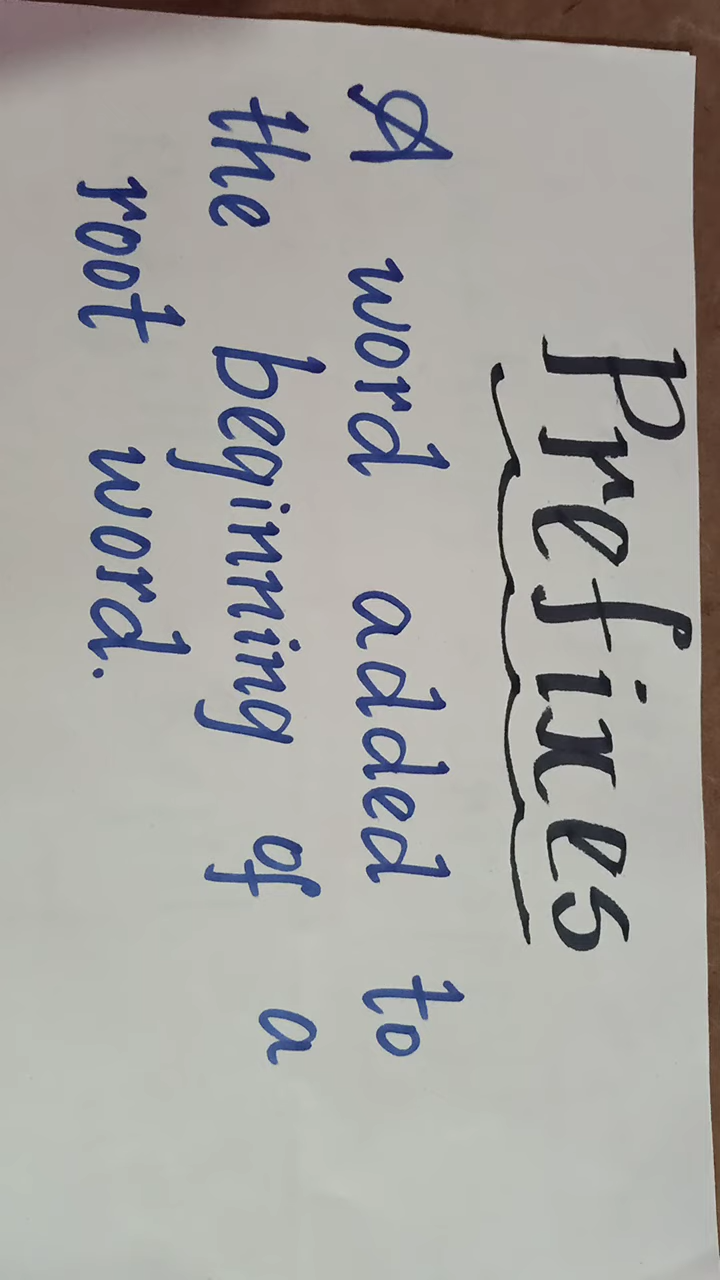 Prefixes
A word added to
the beginning of a
root word.